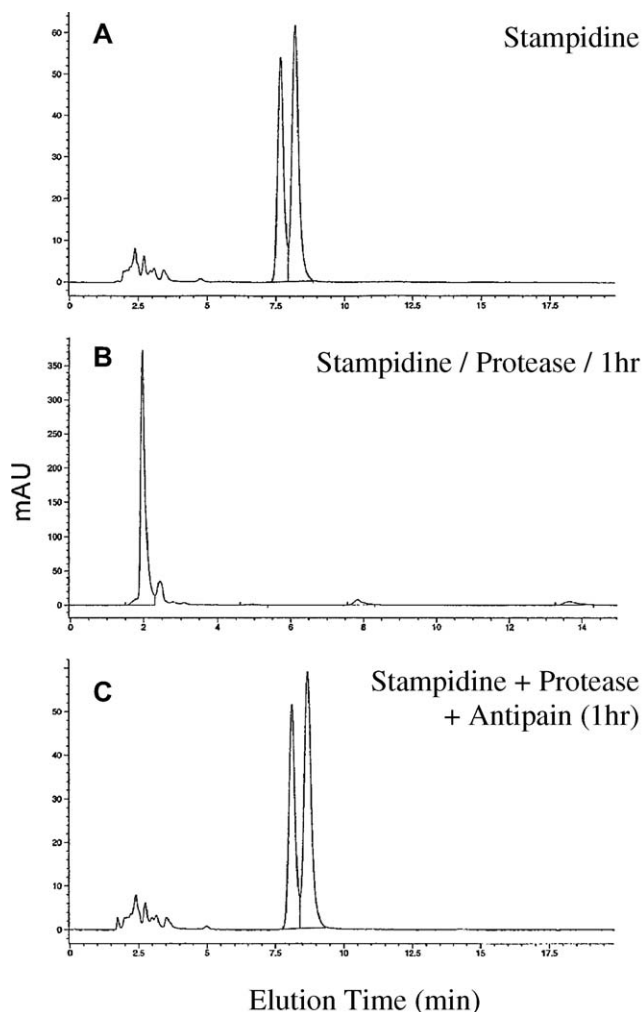 A
Stampidine
60
50
40
30
20
10
0
0 2.5 5 7.5 10 12.5 15 17.5
B
Stampidine / Protease / 1hr
350
300
250
200
150
100
50
0
0 2 4 6 8 10 12 14
mAU
C
Stampidine + Protease
+ Antipain (1hr)
50
40
30
20
10
0
0 2.5 5 7.5 10 12.5 15 17.5
Elution Time (min)